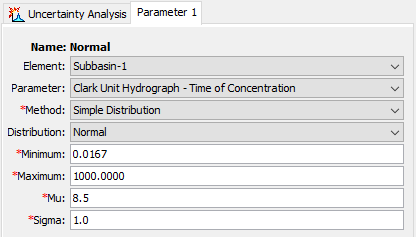 Uncertainty Analysis Parameter 1
Name: Normal
Element: Subbasin-1
Parameter: Clark Unit Hydrograph - Time of Concentration
*Method: Simple Distribution
Distribution: Normal
*Minimum: 0.0167
*Maximum: 1000.0000
*Mu: 8.5
*Sigma: 1.0